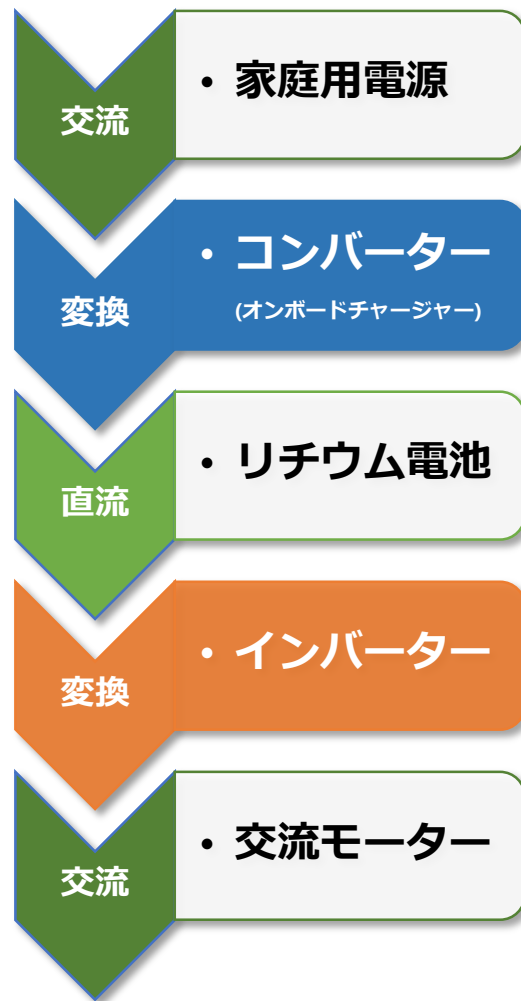 交流
• 家庭用電源
変換
• コンバーター
(オンボードチャージャー)
直流
• リチウム電池
変換
• インバーター
交流
• 交流モーター